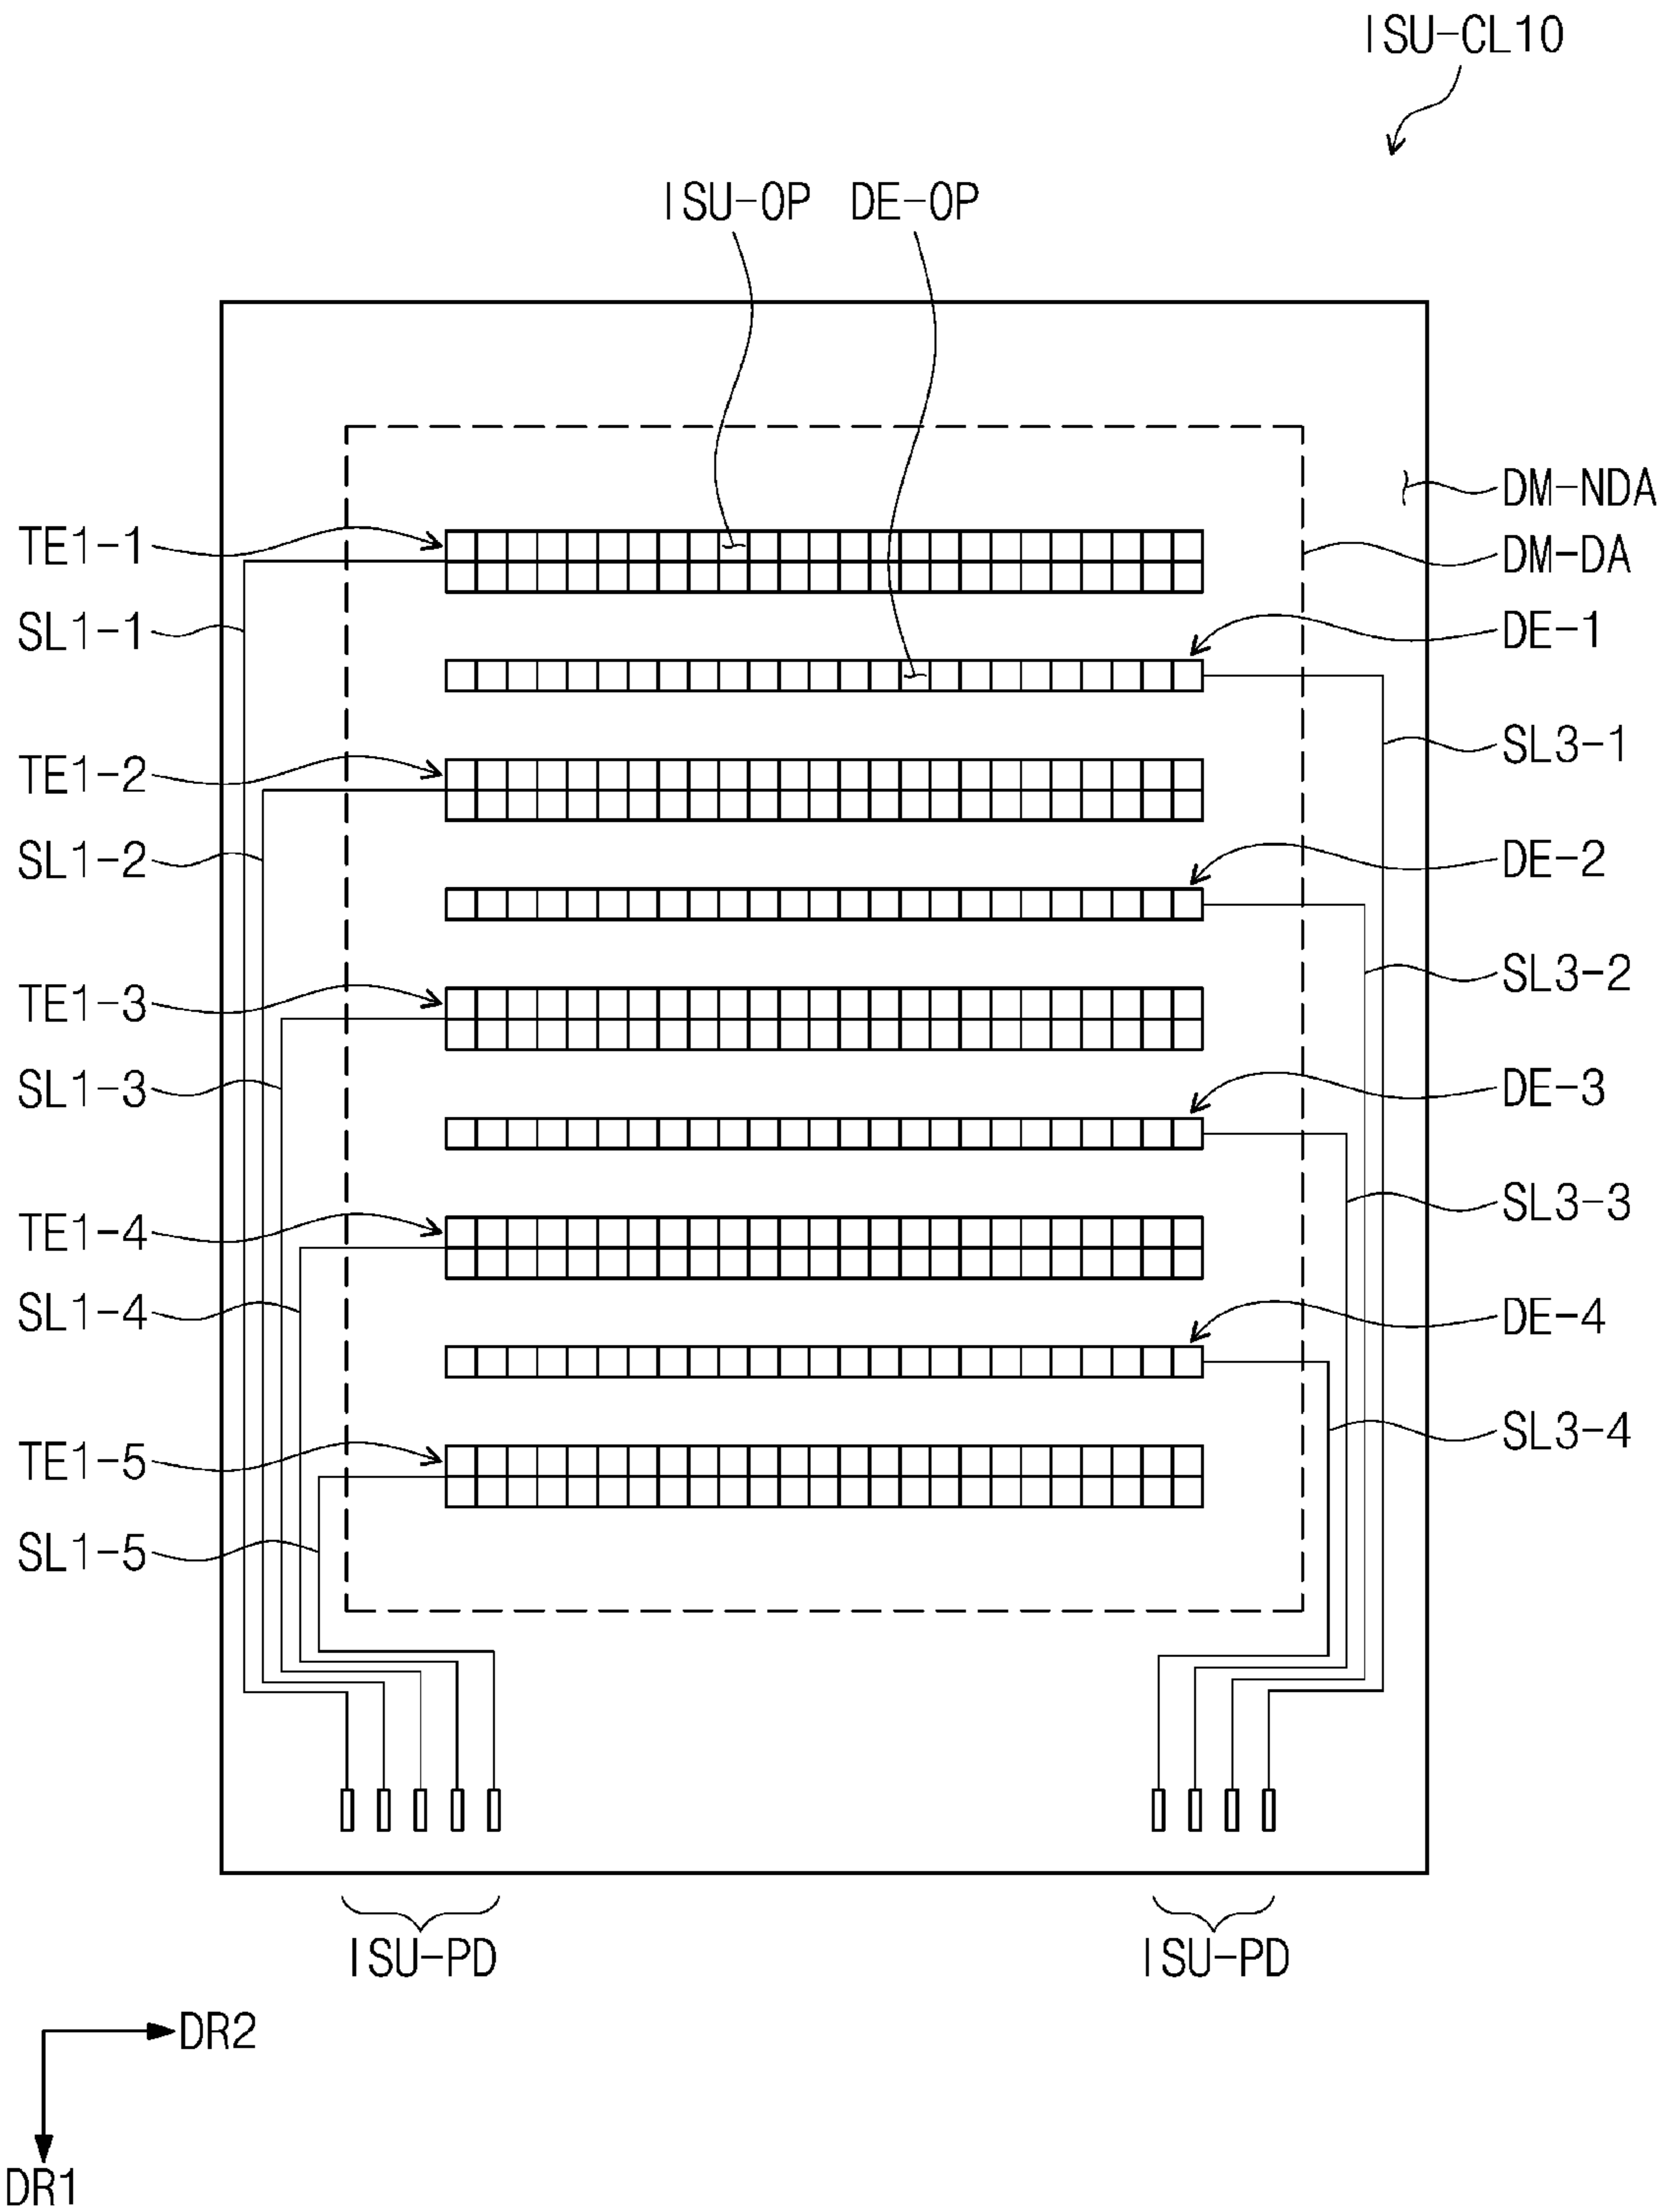 ISU-CL10
ISU-OP DE-OP
DM-NDA
TE1-1
DM-DA
SL1-1
DE-1
SL3-1
TE1-2
SL1-2
DE-2
SL3-2
TE1-3
SL1-3
DE-3
SL3-3
TE1-4
SL1-4
DE-4
SL3-4
TE1-5
SL1-5
ISU-PD ISU-PD
DR2
DR1